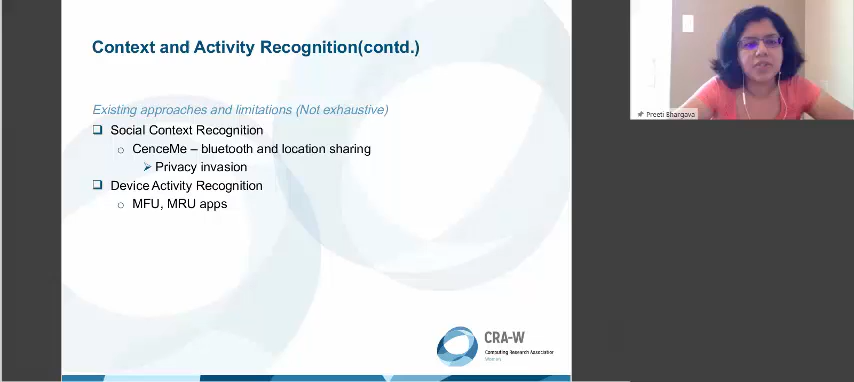 Context and Activity Recognition(contd.)
Existing approaches and limitations (Not exhaustive)
Social Context Recognition
CenceMe – bluetooth and location sharing
Privacy invasion
Device Activity Recognition
MFU, MRU apps
CRA-W
Computing Research Association
Preeti Bhargava